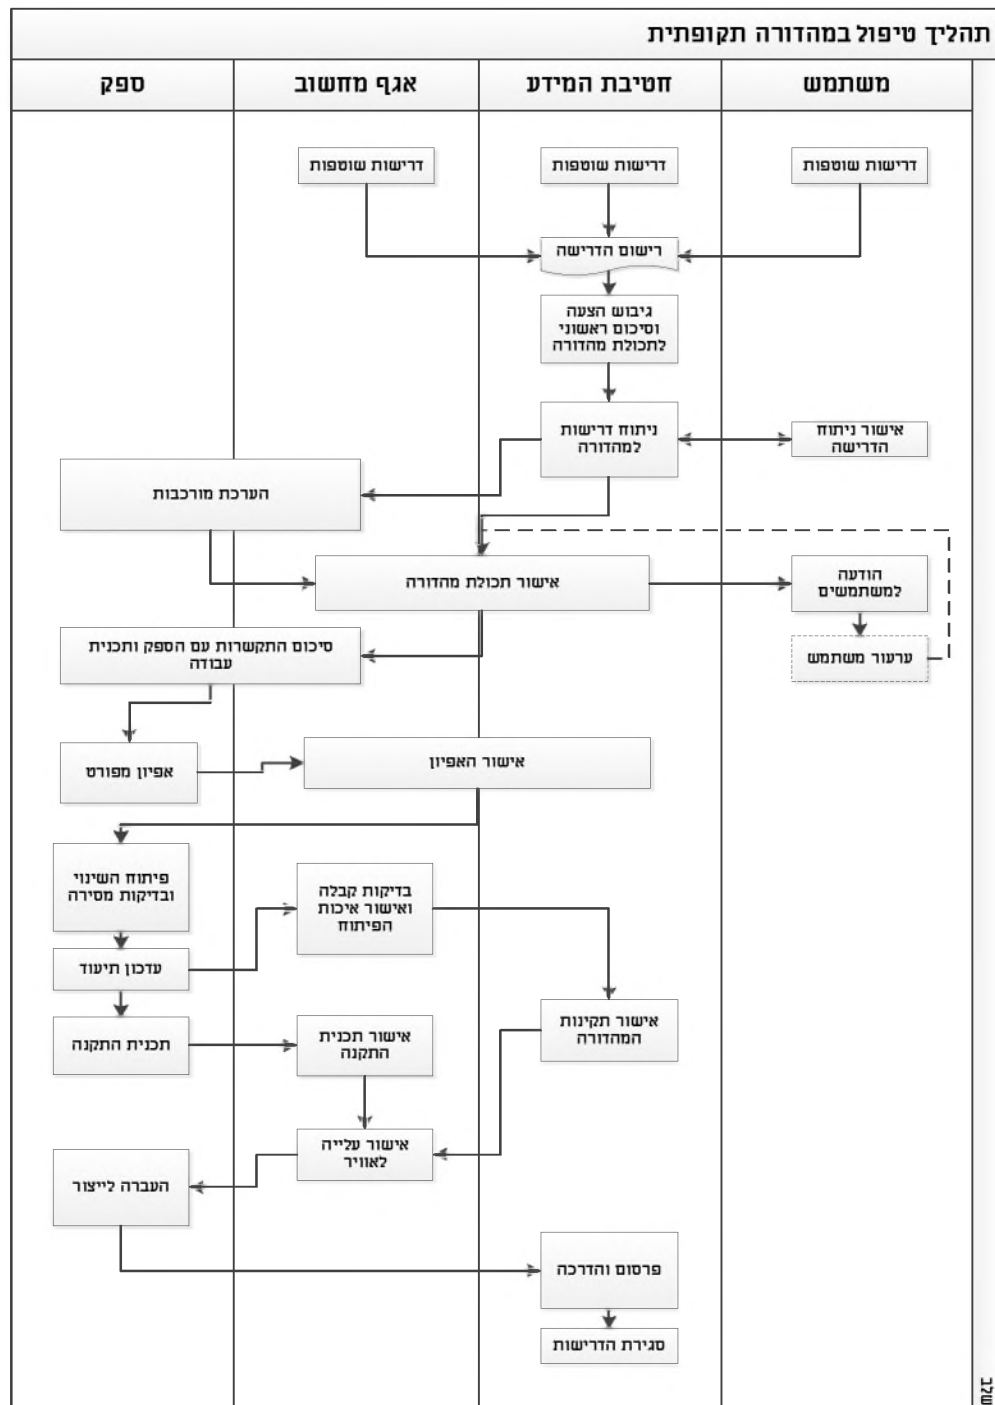 תהליך טיפול במהדורה תקופתית
משתמש
חטיבת המידע
אגף מחשוב
ספק
דרישות שוטפות
דרישות שוטפות
דרישות שוטפות
רישום הדרישה
גיבוש הצעה
וסיכום ראשוני
לתכולת מהדורה
אישור ניתוח
הדרישה
ניתוח דרישות
למהדורה
הערכת מורכבות
הודעה
למשתמשים
אישור תכולת מהדורה
ערעור משתמש
סיכום התקשרות עם הספק ותכנית
עבודה
אישור האפיון
אפיון מפורט
פיתוח השינוי
ובדיקות מסירה
בדיקות קבלה
ואישור איכות
הפיתוח
עדכון תיעוד
אישור תקינות
המהדורה
אישור תכנית
התקנה
תכנית התקנה
אישור עלייה
לאוויר
העברה לייצור
פרסום והדרכה
סגירת הדרישות
שלב